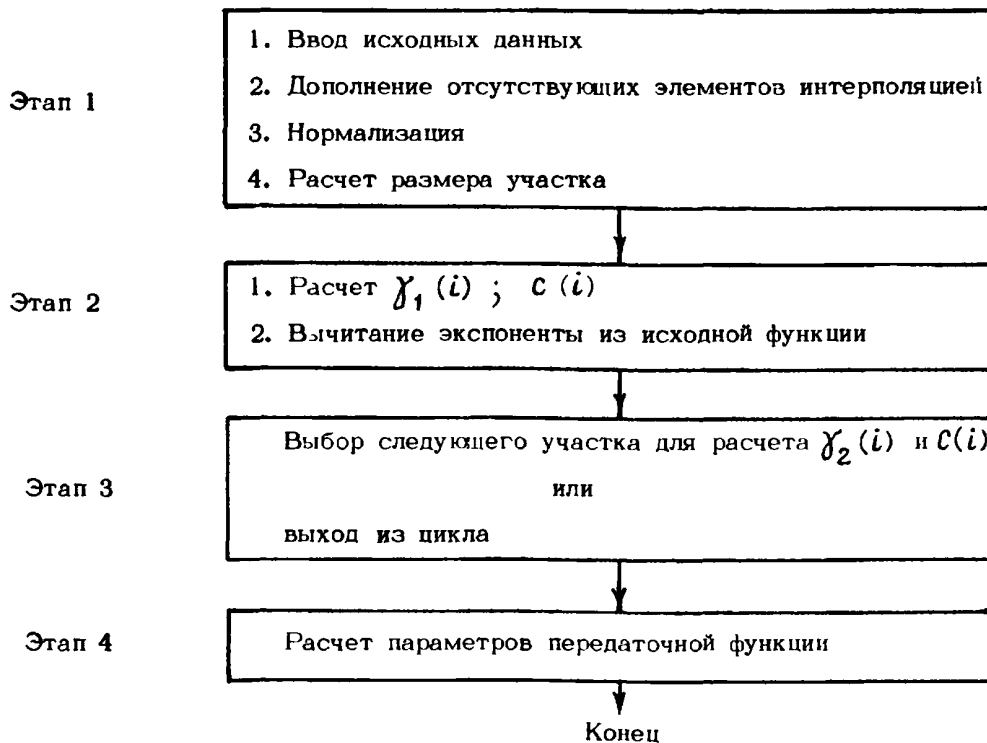 Этап 1
1. Ввод исходных данных
2. Дополнение отсутствующих элементов интерполяцией
3. Нормализация
4. Расчет размера участка
Этап 2
1. Расчет γ₁(i) ; C(i)
2. Вычитание экспоненты из исходной функции
Этап 3
Выбор следующего участка для расчета γ₂(i) и C(i)
или
выход из цикла
Этап 4
Расчет параметров передаточной функции
Конец